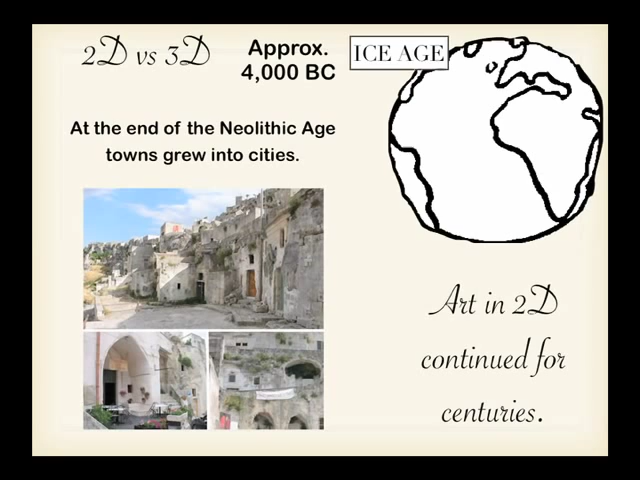 2D vs 3D
Approx.
4,000 BC
ICE AGE
At the end of the Neolithic Age
towns grew into cities.
Art in 2D
continued for
centuries.